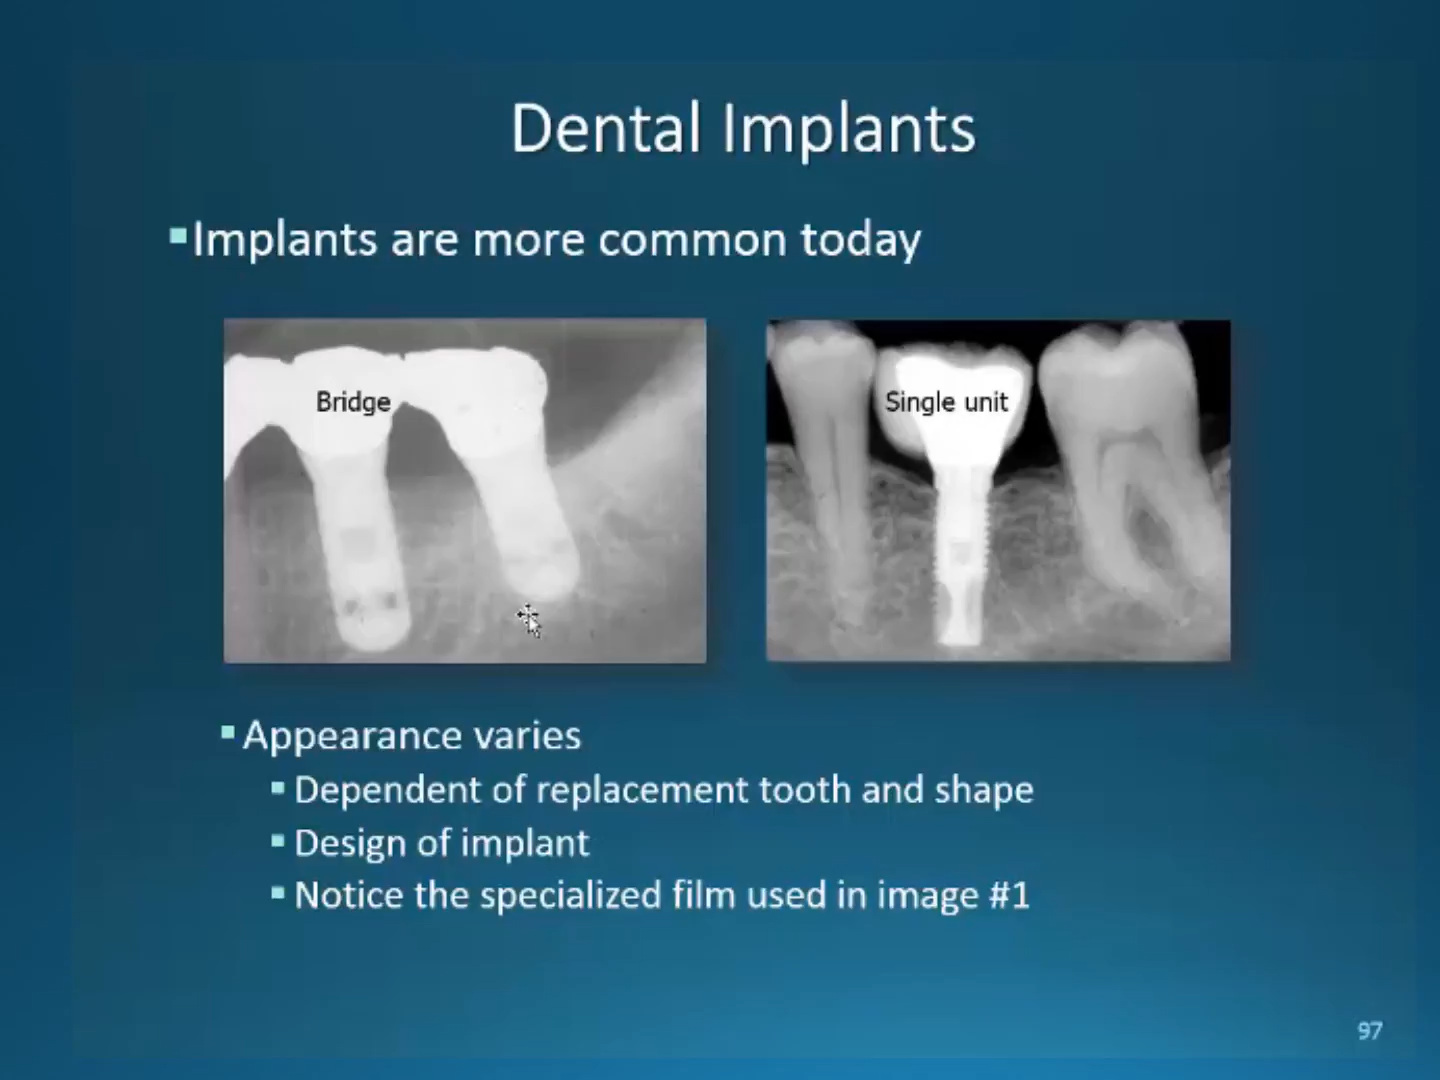 Dental Implants
▪Implants are more common today
Bridge
Single unit
▪Appearance varies
▪Dependent of replacement tooth and shape
▪Design of implant
▪Notice the specialized film used in image #1
97